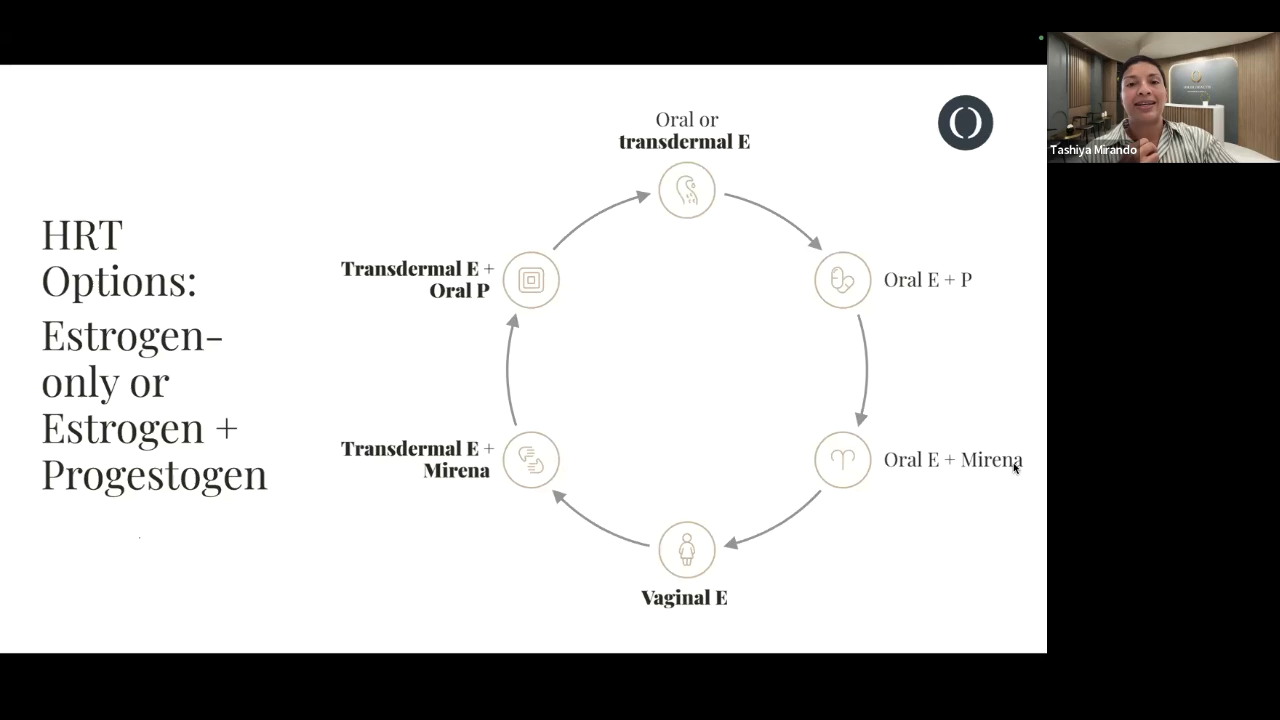 HRT
Options:
Estrogen-
only or
Estrogen +
Progestogen
Oral or
transdermal E
Oral E + P
Oral E + Mirena
Vaginal E
Transdermal E +
Mirena
Transdermal E +
Oral P
Tashiya Mirando